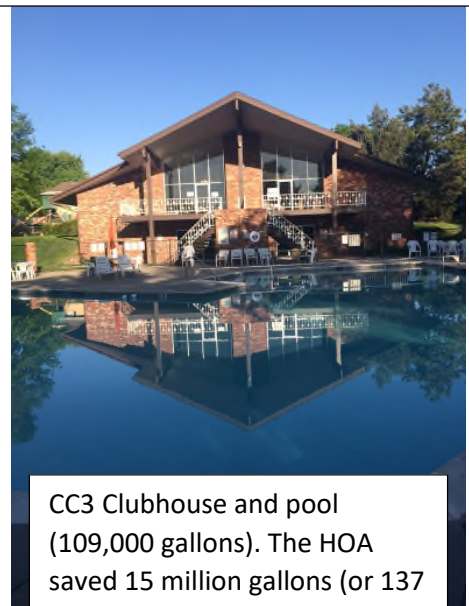 CC3 Clubhouse and pool
(109,000 gallons). The HOA
saved 15 million gallons (or 137